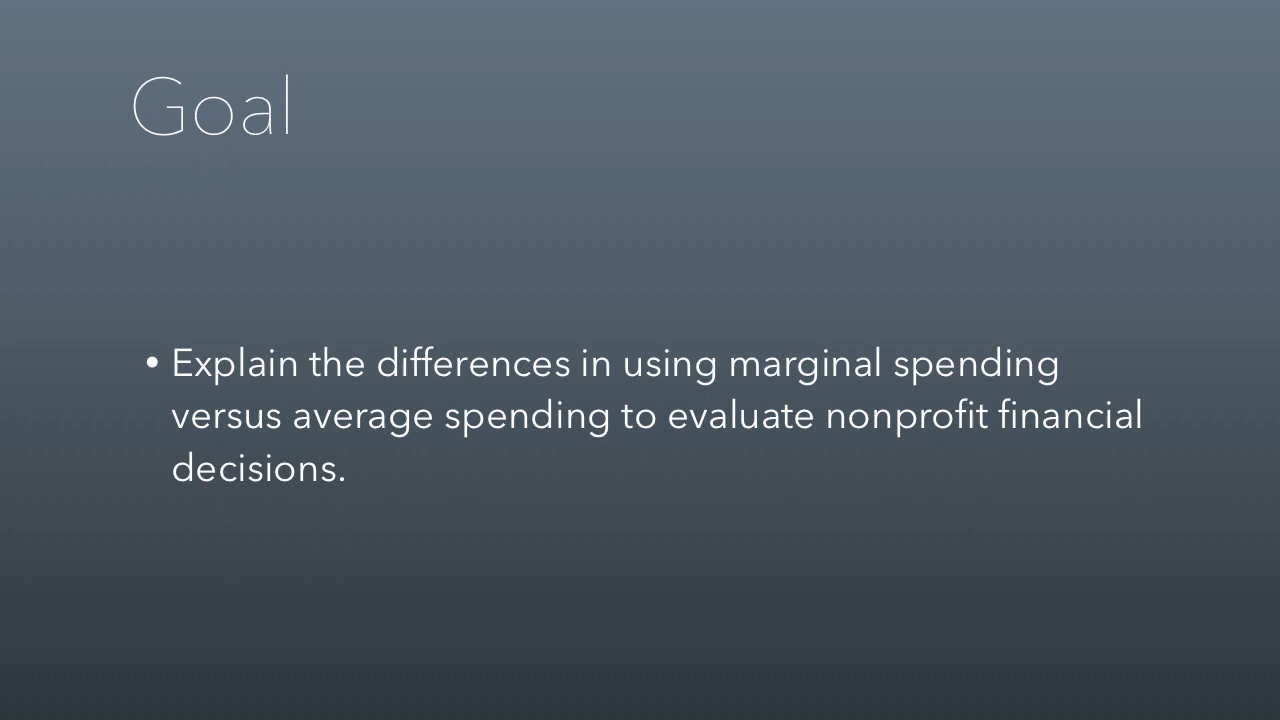 Goal
• Explain the differences in using marginal spending
versus average spending to evaluate nonprofit financial
decisions.